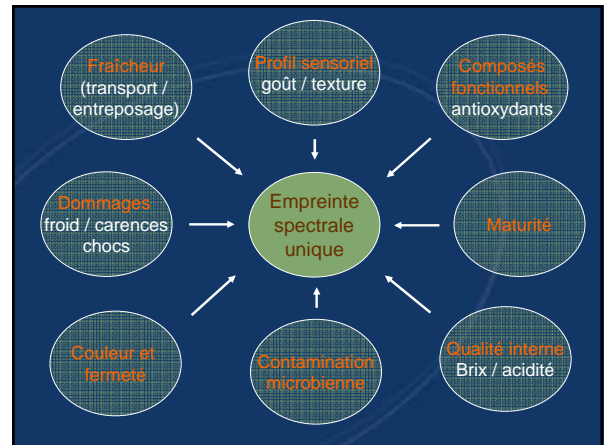 Fraîcheur
(transport /
entreposage)
Profil sensoriel
goût / texture
Composés
fonctionnels
antioxydants
Dommages
froid / carences
chocs
Empreinte
spectrale
unique
Maturité
Couleur et
fermeté
Contamination
microbienne
Qualité interne
Brix / acidité